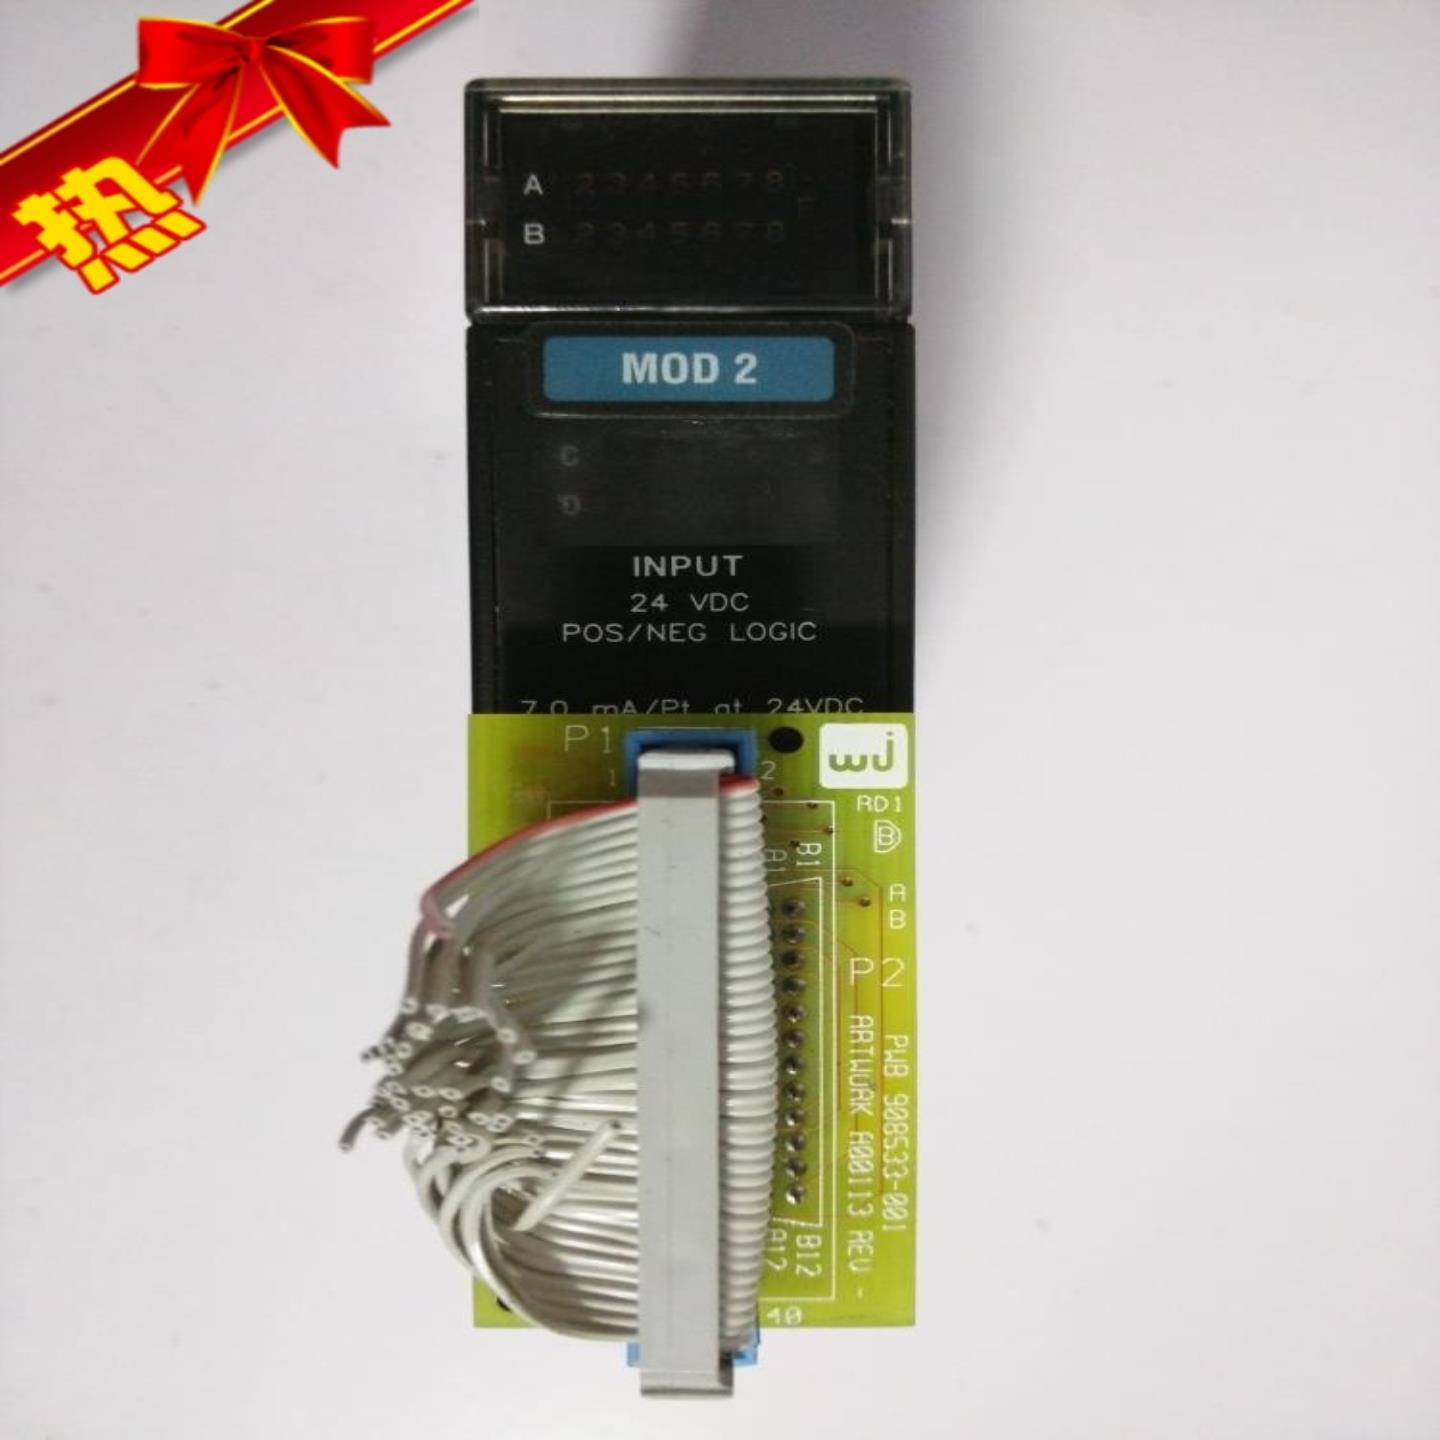 热
A 2 3 4 5 6 7 8
F
B 2 3 4 5 6 7 8
MOD 2
C
D
INPUT
24 VDC
POS/NEG LOGIC
7.0 mA/Pt at 24VDC
P1
wj
1
2
RD1
B
A
B
B1
A1
P2
PWB 908533-001
ARTWORK A00113 REV -
A12
B12
40